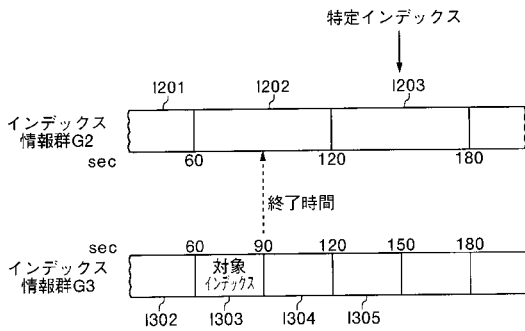 特定インデックス
I201
I202
I203
インデックス
情報群G2
sec
60
120
180
終了時間
sec
60
90
120
150
180
インデックス
情報群G3
対象
インデックス
I302
I303
I304
I305